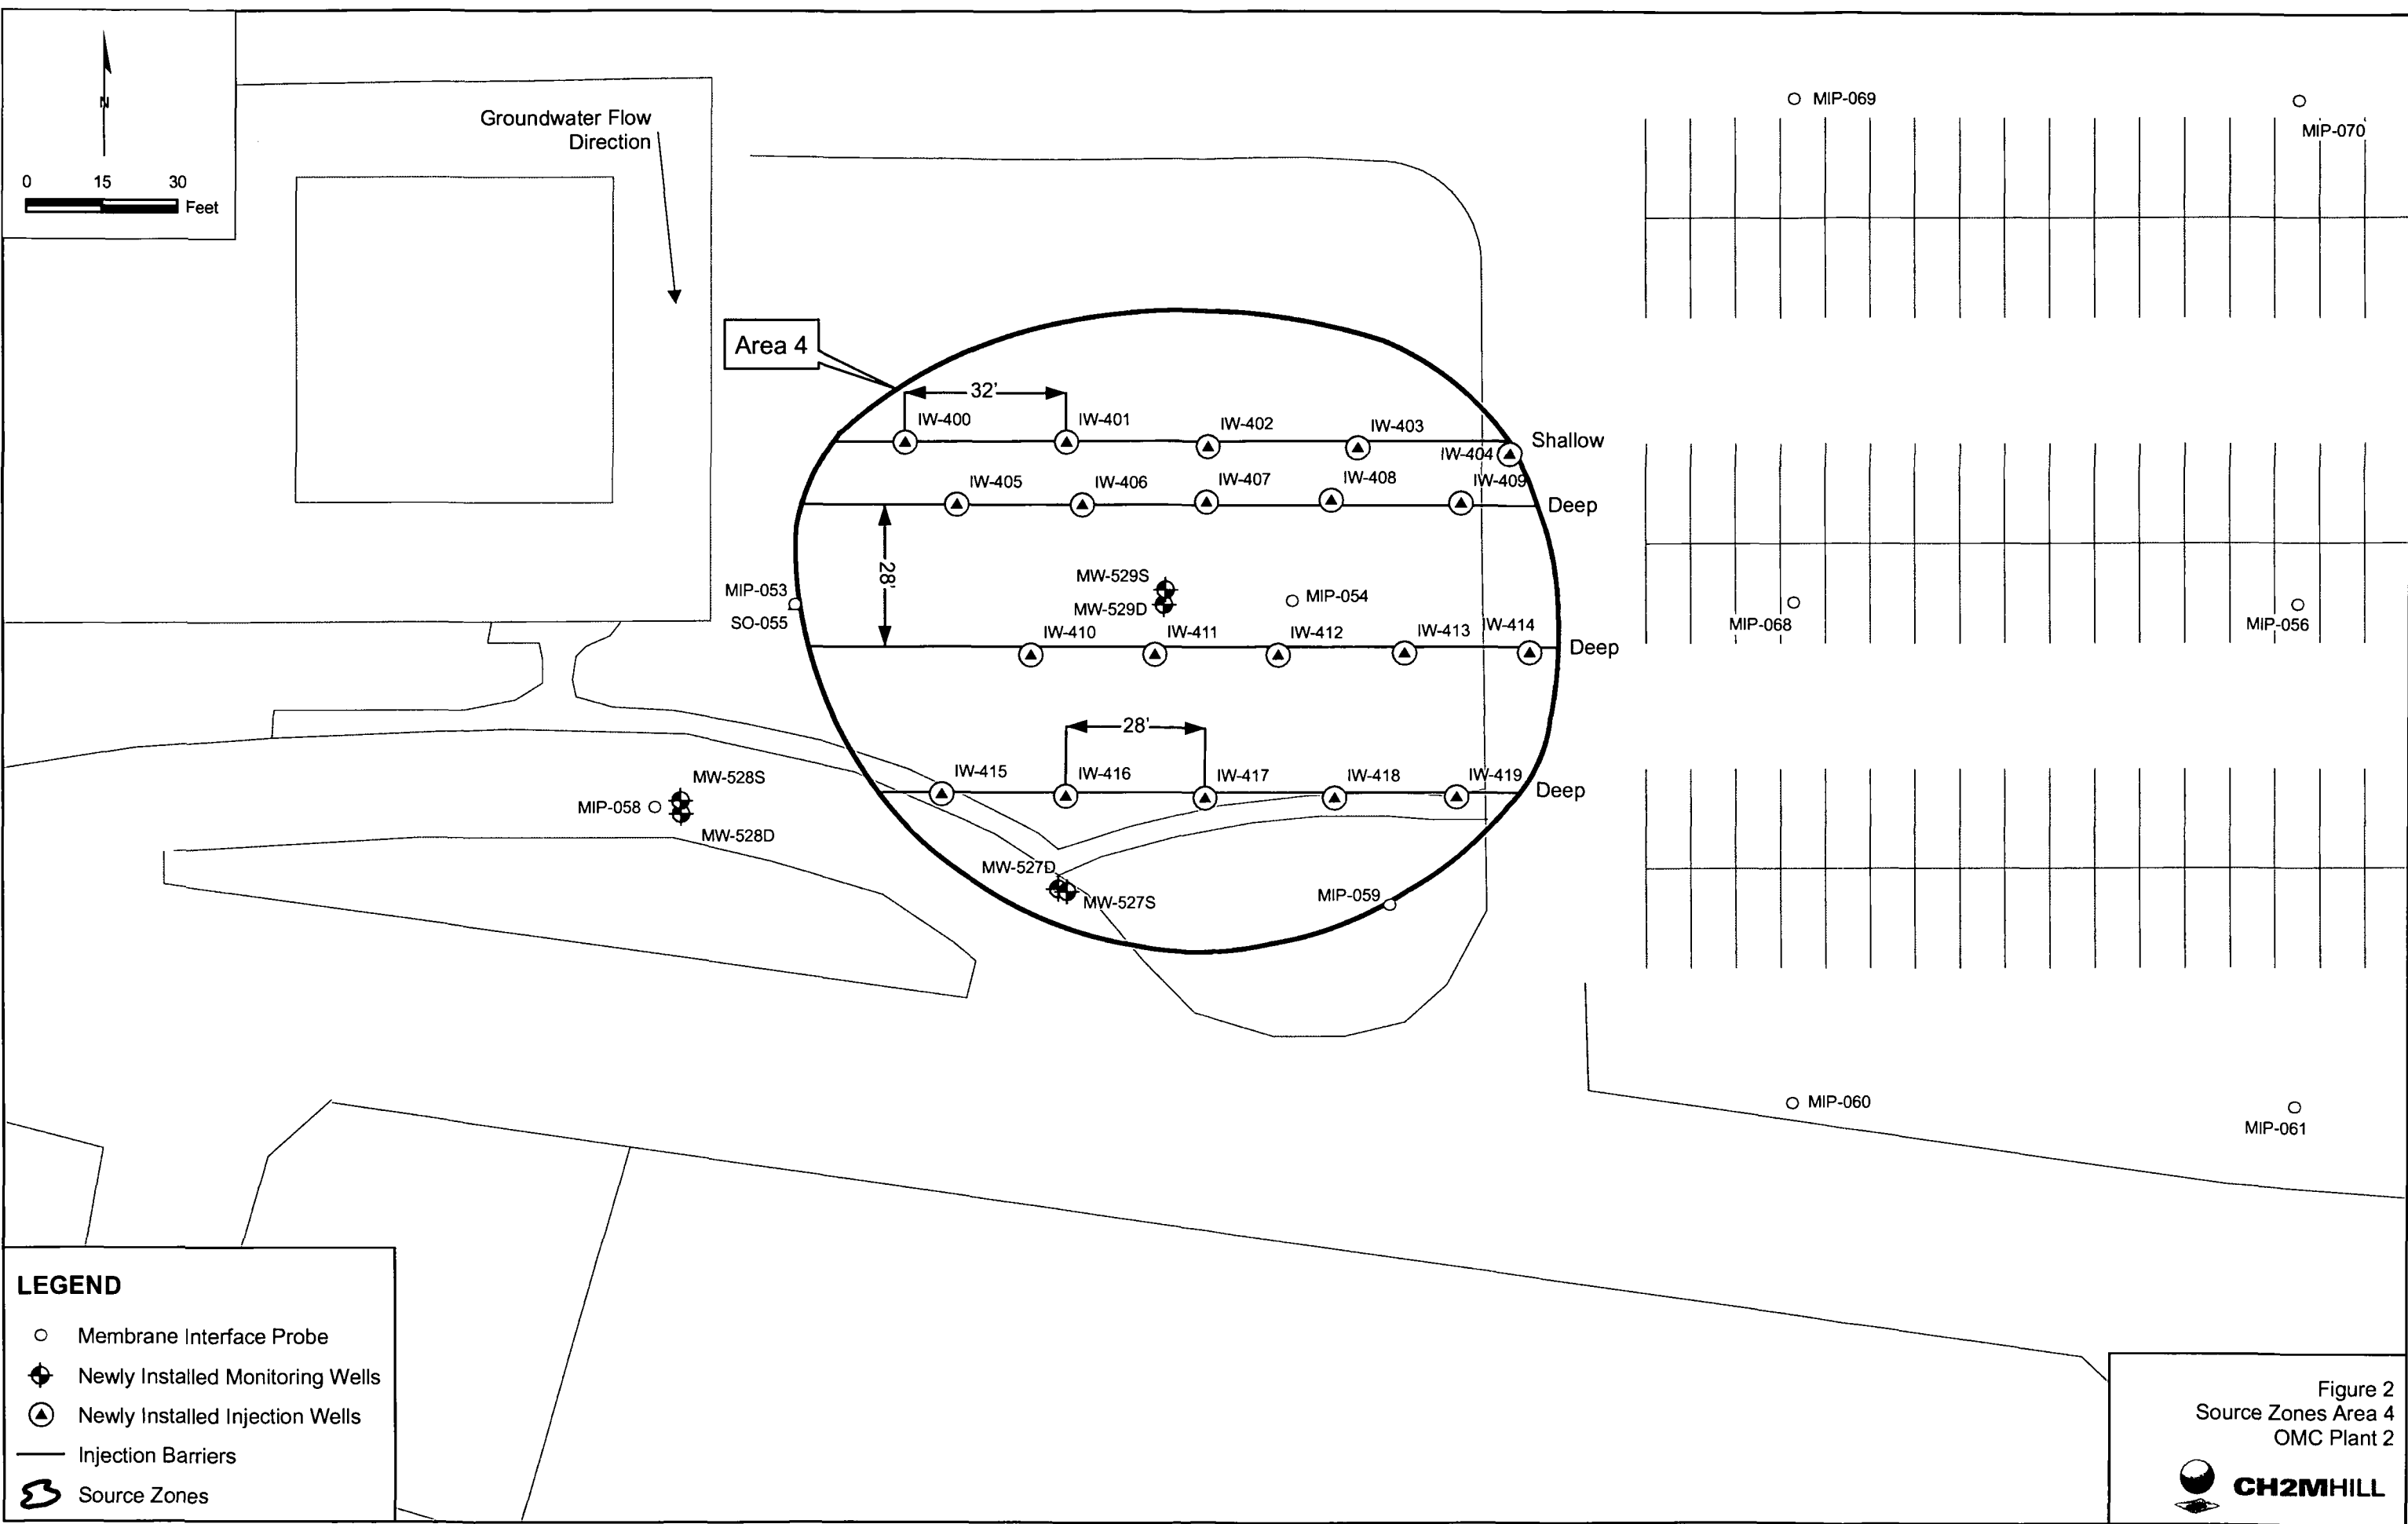 N
0 15 30
Feet
Groundwater Flow
Direction
MIP-069
MIP-070
Area 4
32'
IW-400
IW-401
IW-402
IW-403
IW-404
Shallow
IW-405
IW-406
IW-407
IW-408
IW-409
Deep
28'
MIP-053
SO-055
MW-529S
MW-529D
MIP-054
MIP-068
MIP-056
IW-410
IW-411
IW-412
IW-413
IW-414
Deep
28'
IW-415
IW-416
IW-417
IW-418
IW-419
Deep
MW-528S
MIP-058
MW-528D
MW-527D
MW-527S
MIP-059
MIP-060
MIP-061
LEGEND
Membrane Interface Probe
Newly Installed Monitoring Wells
Newly Installed Injection Wells
Injection Barriers
Source Zones
Figure 2
Source Zones Area 4
OMC Plant 2
CH2MHILL